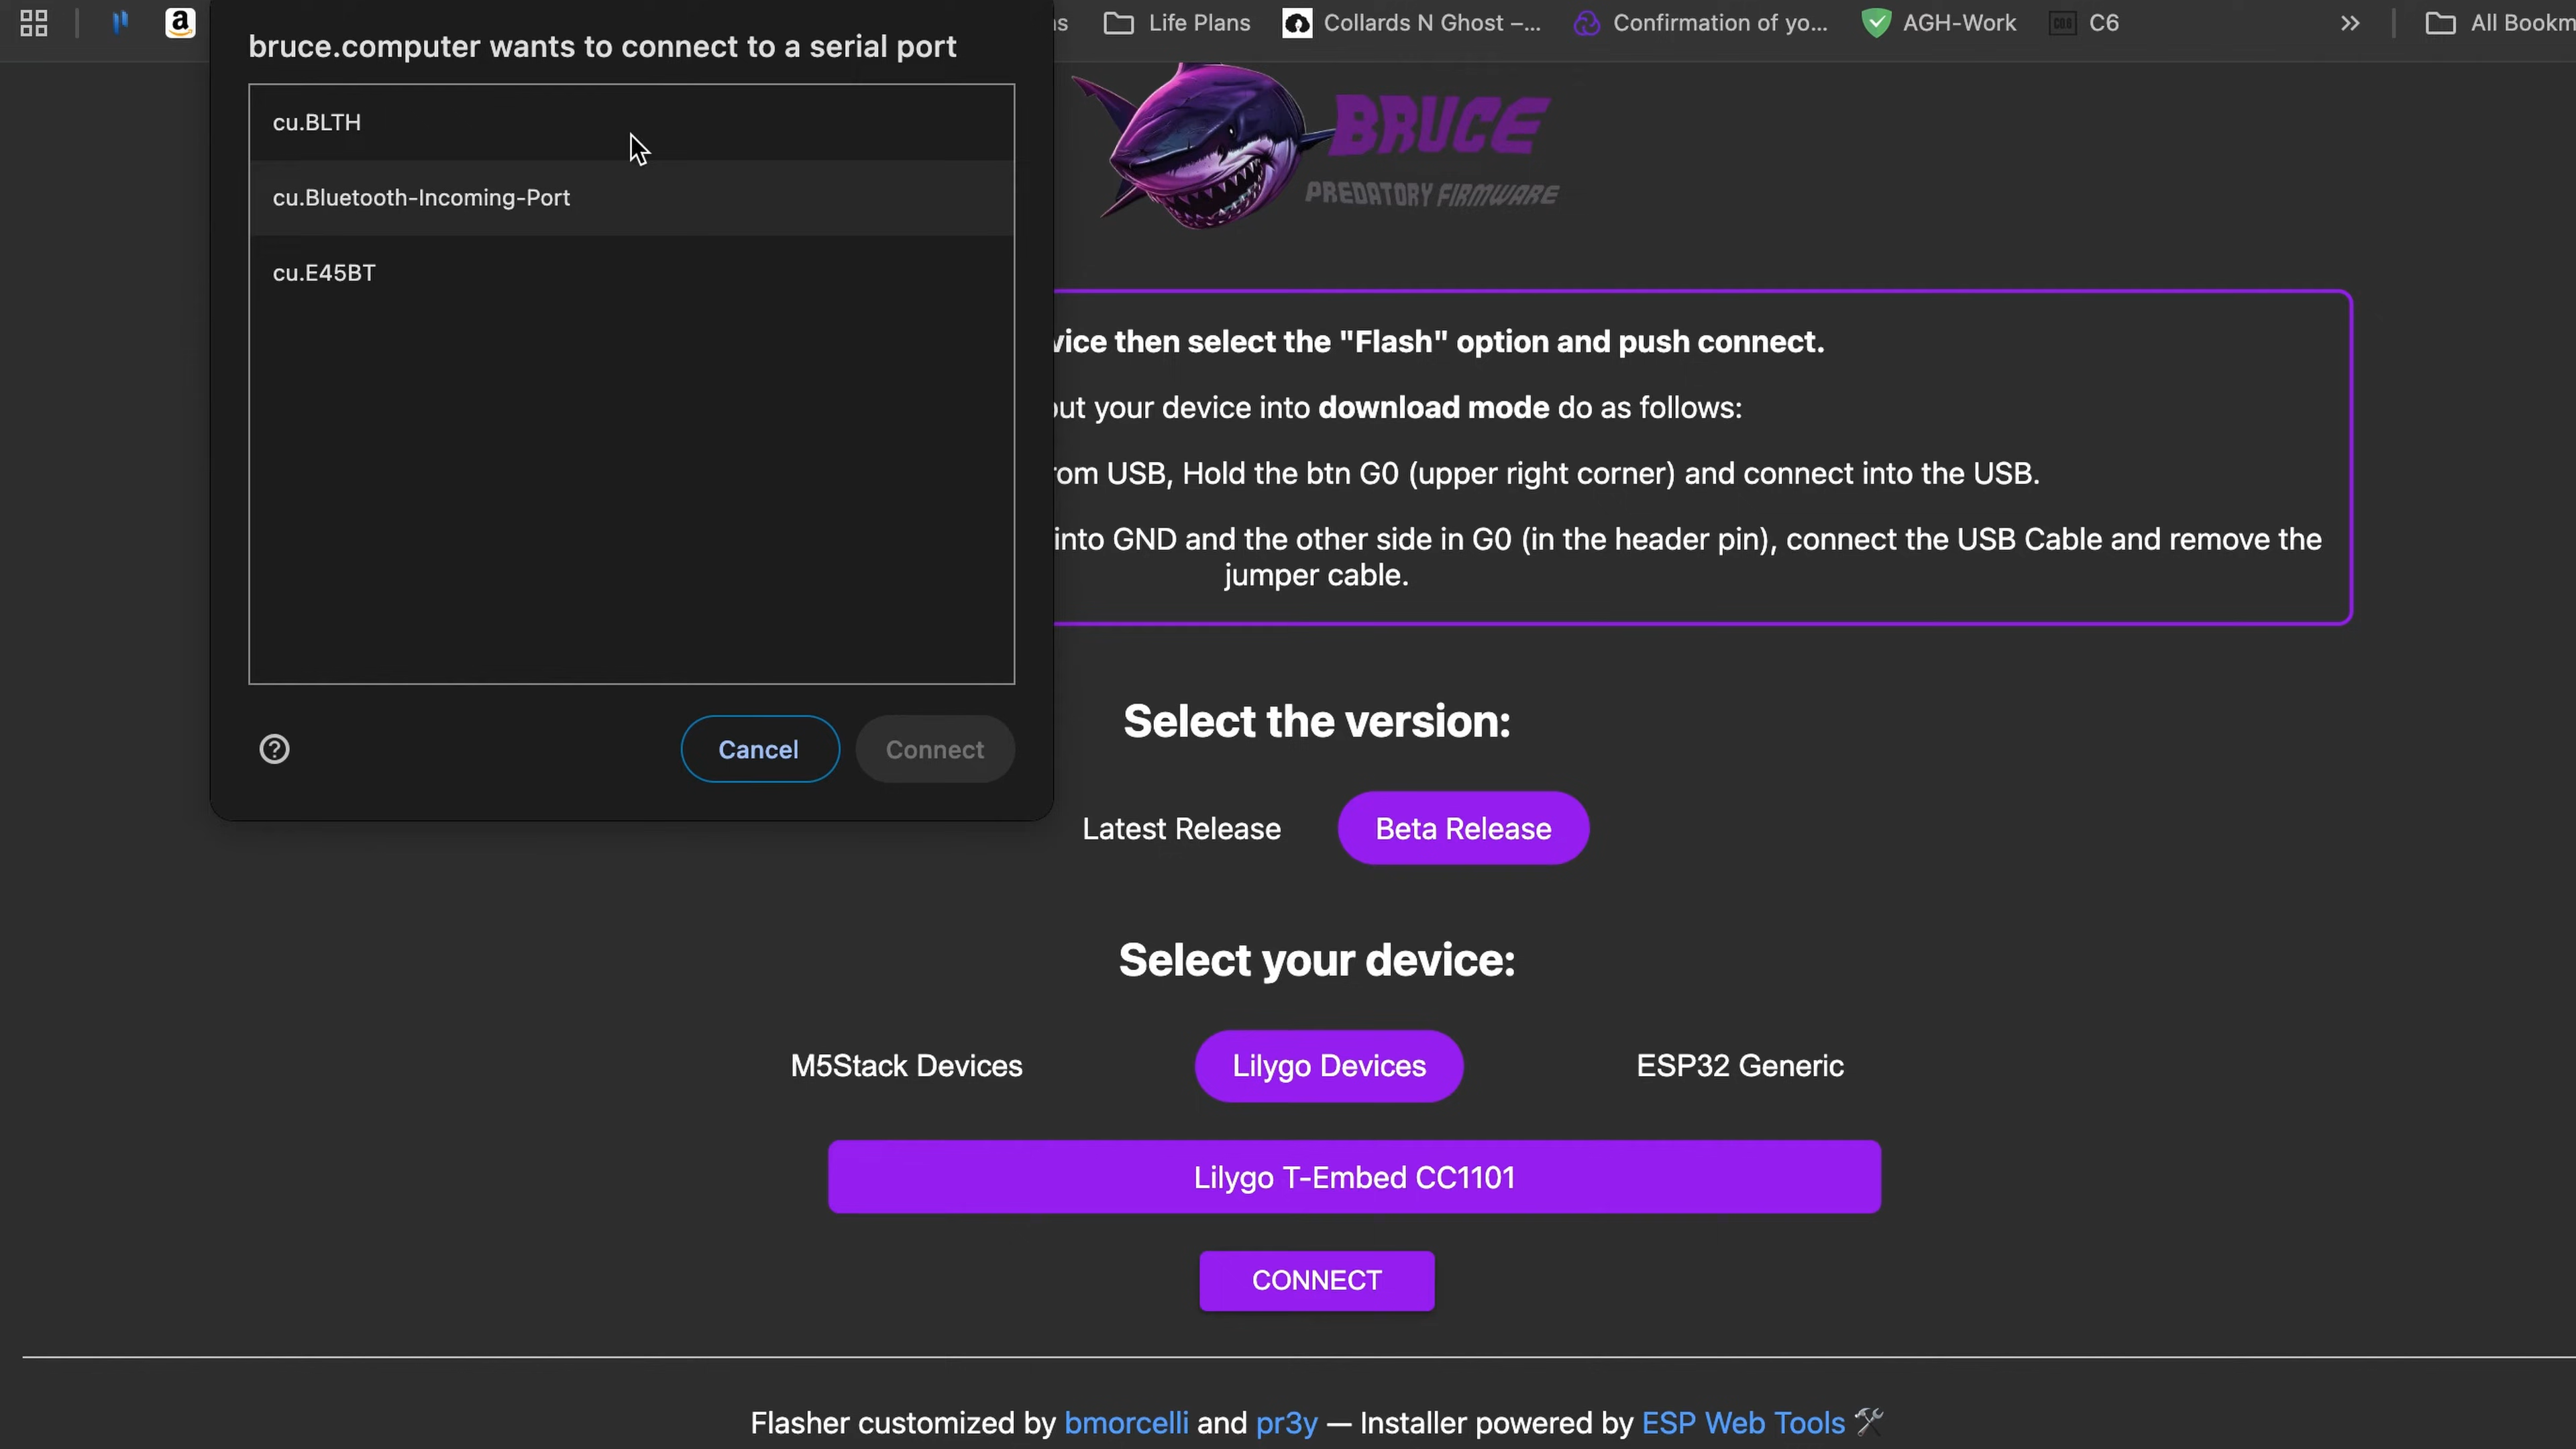 ns
Life Plans
Collards N Ghost –...
Confirmation of yo...
AGH-Work
C6
All Bookm
bruce.computer wants to connect to a serial port
cu.BLTH
cu.Bluetooth-Incoming-Port
cu.E45BT
Cancel
Connect
BRUCE
PREDATORY FIRMWARE
vice then select the "Flash" option and push connect.
out your device into download mode do as follows:
rom USB, Hold the btn G0 (upper right corner) and connect into the USB.
into GND and the other side in G0 (in the header pin), connect the USB Cable and remove the
jumper cable.
Select the version:
Latest Release
Beta Release
Select your device:
M5Stack Devices
Lilygo Devices
ESP32 Generic
Lilygo T-Embed CC1101
CONNECT
Flasher customized by bmorcelli and pr3y — Installer powered by ESP Web Tools 🛠️